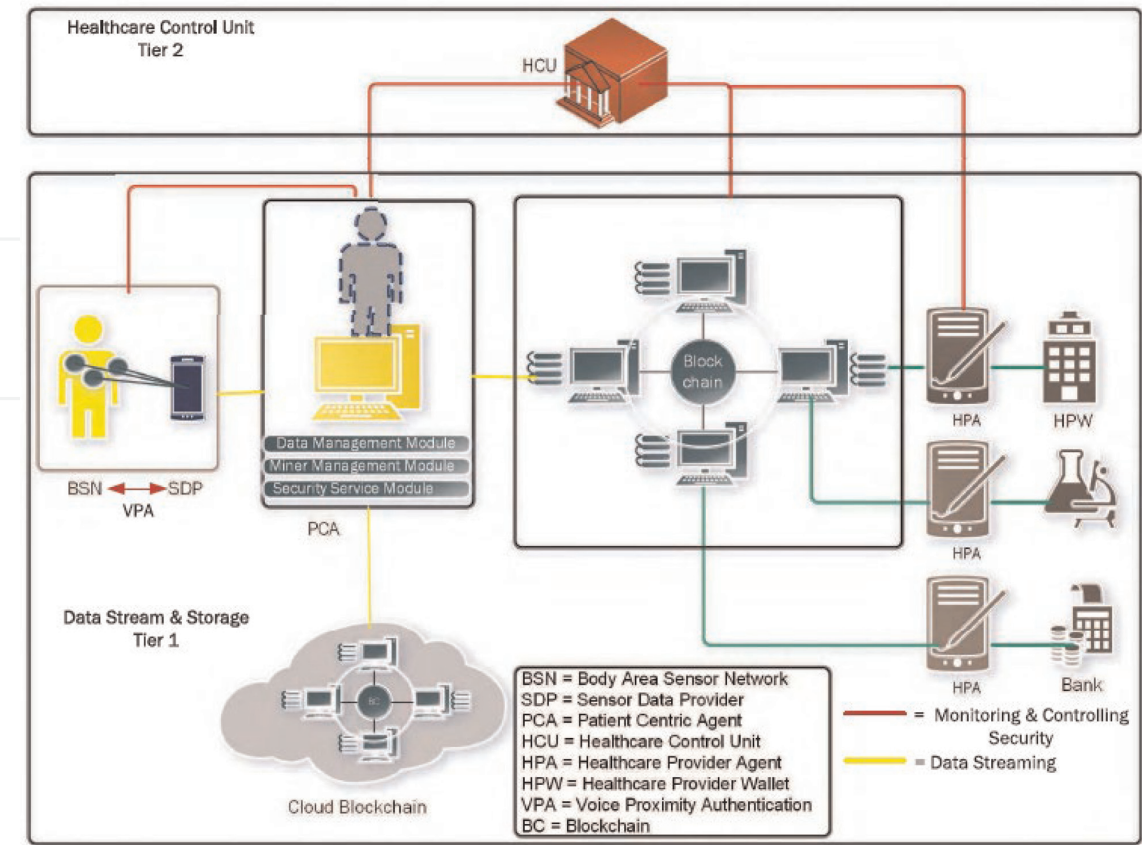 Healthcare Control Unit
Tier 2
HCU
Block
chain
Data Management Module
Miner Management Module
Security Service Module
PCA
BSN SDP
VPA
HPA
HPW
HPA
HPA
Bank
Data Stream & Storage
Tier 1
BC
Cloud Blockchain
BSN = Body Area Sensor Network
SDP = Sensor Data Provider
PCA = Patient Centric Agent
HCU = Healthcare Control Unit
HPA = Healthcare Provider Agent
HPW = Healthcare Provider Wallet
VPA = Voice Proximity Authentication
BC = Blockchain
= Monitoring & Controlling
Security
= Data Streaming